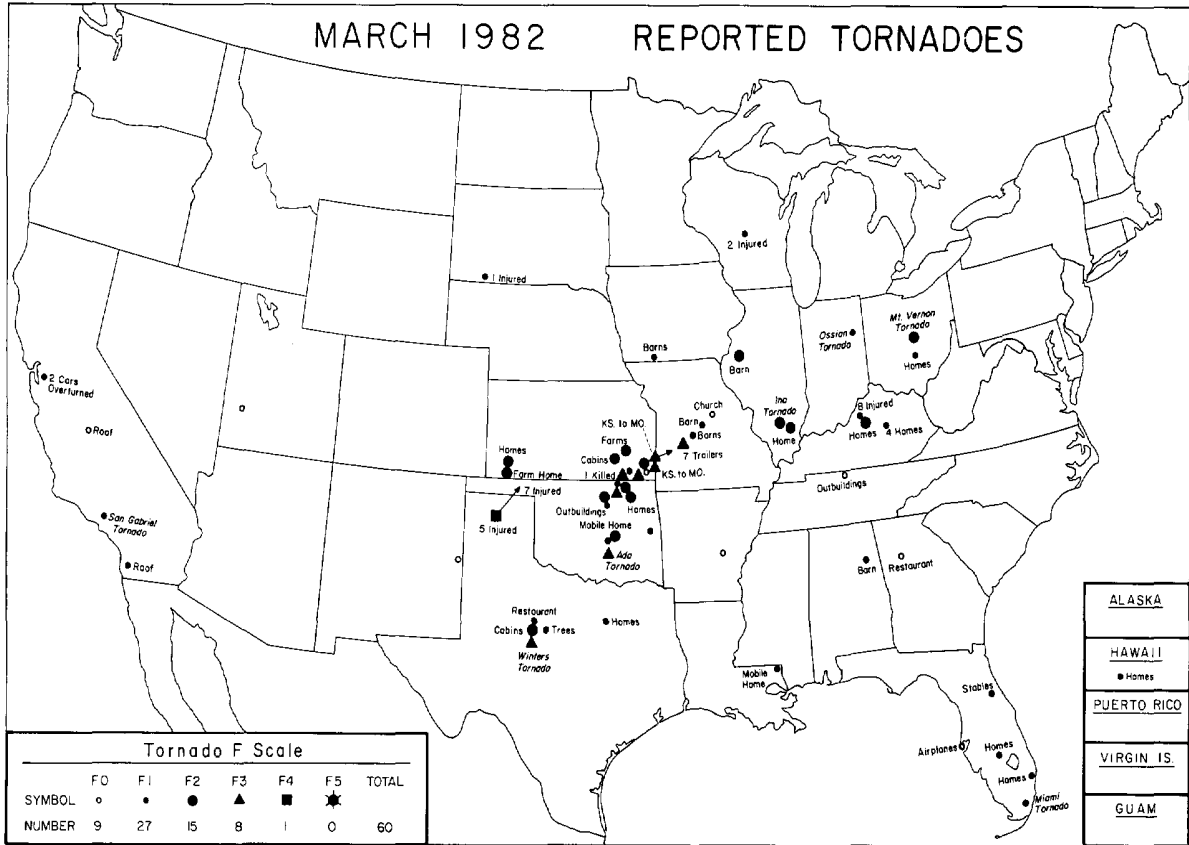 MARCH 1982 REPORTED TORNADOES
2 Injured
1 Injured
Mt. Vernon
Tornado
Ossian
Tornado
Homes
Barns
Barn
2 Cars
Overturned
Roof
Church
Barn
Barns
Ina
Tornado
Home
8 Injured
Homes
4 Homes
KS. to MO.
Farms
Cabins
7 Trailers
Homes
Farm Home
1 Killed
KS. to MO.
7 Injured
Outbuildings
5 Injured
Outbuildings
Homes
San Gabriel
Tornado
Mobile Home
Ada
Tornado
Roof
Barn
Restaurant
Restaurant
Cabins
Trees
Homes
Winters
Tornado
Mobile
Home
Stables
Airplanes
Homes
Homes
Miami
Tornado
ALASKA
HAWAII
Homes
PUERTO RICO
VIRGIN IS.
GUAM
Tornado F Scale
F0 F1 F2 F3 F4 F5 TOTAL
SYMBOL
NUMBER 9 27 15 8 1 0 60